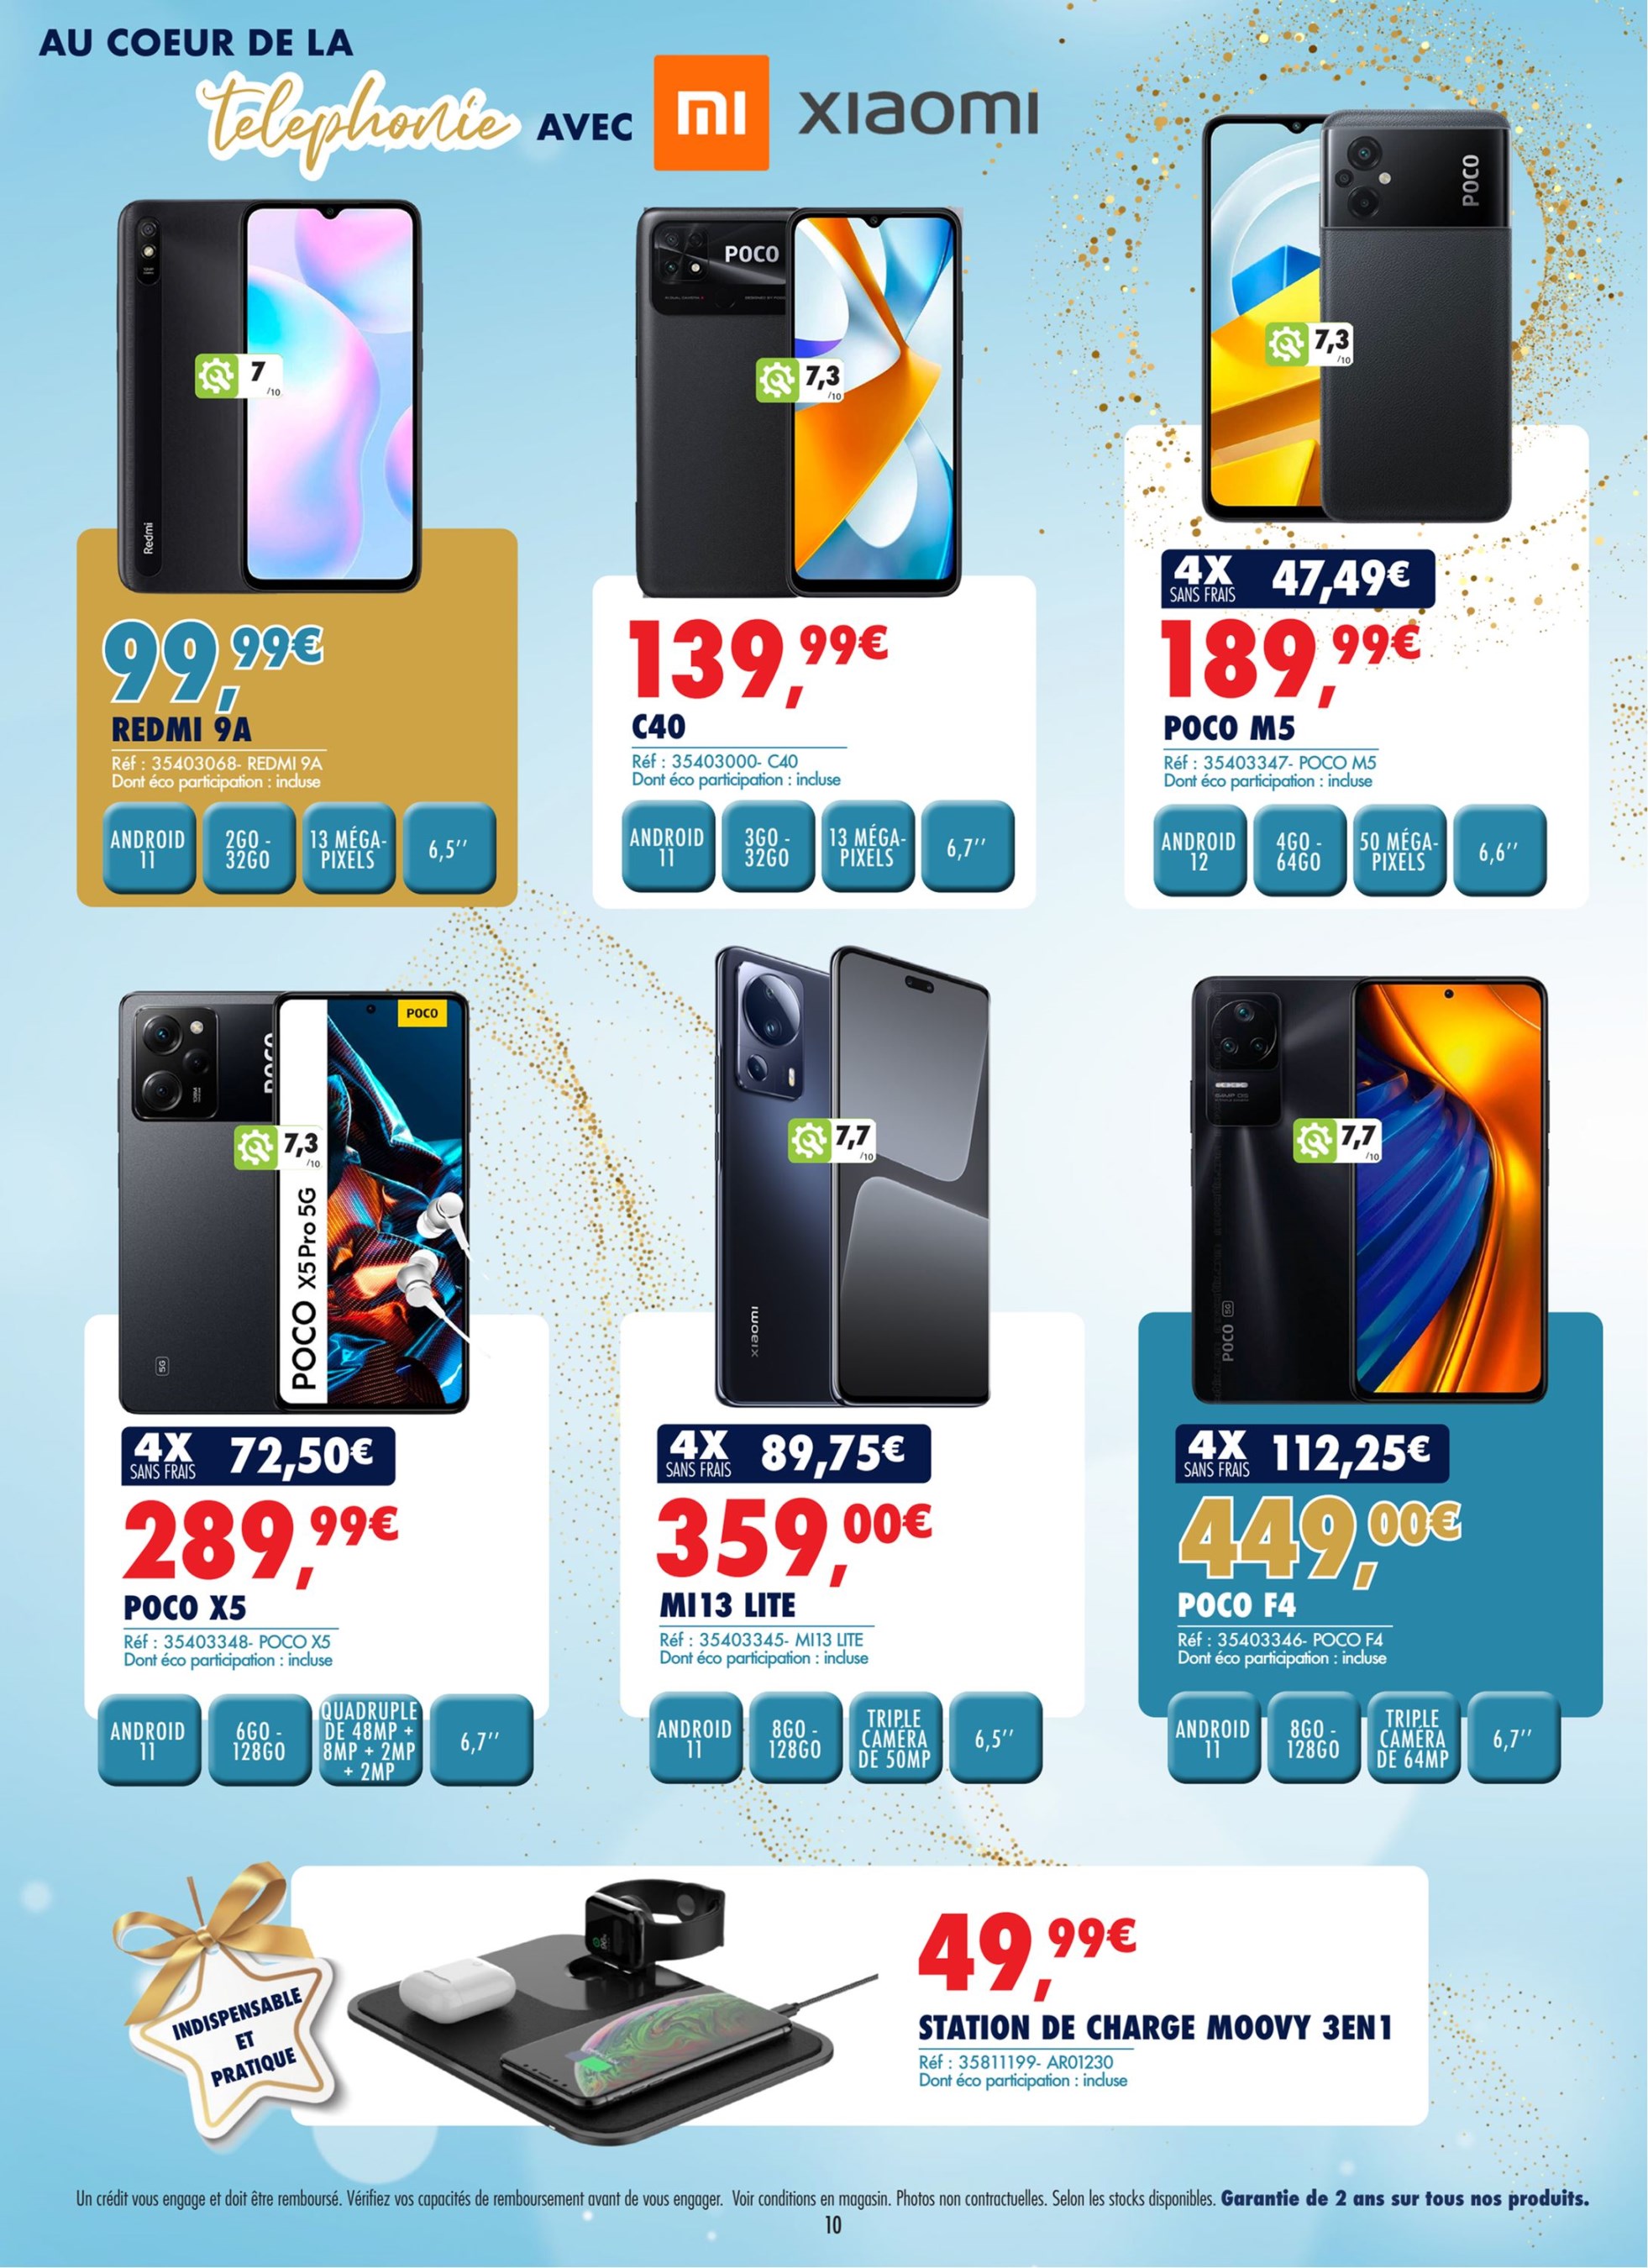 AU COEUR DE LA
telephonie AVEC mi xiaomi
Redmi
7
/10
99,99€
REDMI 9A
Réf : 35403068- REDMI 9A
Dont éco participation : incluse
ANDROID
11
2GO -
32GO
13 MÉGA-
PIXELS
6,5’’
POCO
7,3
/10
139,99€
C40
Réf : 35403000- C40
Dont éco participation : incluse
ANDROID
11
3GO -
32GO
13 MÉGA-
PIXELS
6,7’’
POCO
7,3
/10
4X
SANS FRAIS
47,49€
189,99€
POCO M5
Réf : 35403347- POCO M5
Dont éco participation : incluse
ANDROID
12
4GO -
64GO
50 MÉGA-
PIXELS
6,6’’
POCO
POCO
5G
POCO X5 Pro 5G
7,3
/10
4X
SANS FRAIS
72,50€
289,99€
POCO X5
Réf : 35403348- POCO X5
Dont éco participation : incluse
ANDROID
11
6GO -
128GO
QUADRUPLE
DE 48MP +
8MP + 2MP
+ 2MP
6,7’’
xiaomi
7,7
/10
4X
SANS FRAIS
89,75€
359,00€
MI13 LITE
Réf : 35403345- MI13 LITE
Dont éco participation : incluse
ANDROID
11
8GO -
128GO
TRIPLE
CAMÉRA
DE 50MP
6,5’’
POCO 5G
7,7
/10
4X
SANS FRAIS
112,25€
449,00€
POCO F4
Réf : 35403346- POCO F4
Dont éco participation : incluse
ANDROID
11
8GO -
128GO
TRIPLE
CAMÉRA
DE 64MP
6,7’’
INDISPENSABLE
ET
PRATIQUE
49,99€
STATION DE CHARGE MOOVY 3EN1
Réf : 35811199- AR01230
Dont éco participation : incluse
Un crédit vous engage et doit être remboursé. Vérifiez vos capacités de remboursement avant de vous engager. Voir conditions en magasin. Photos non contractuelles. Selon les stocks disponibles. Garantie de 2 ans sur tous nos produits.
10